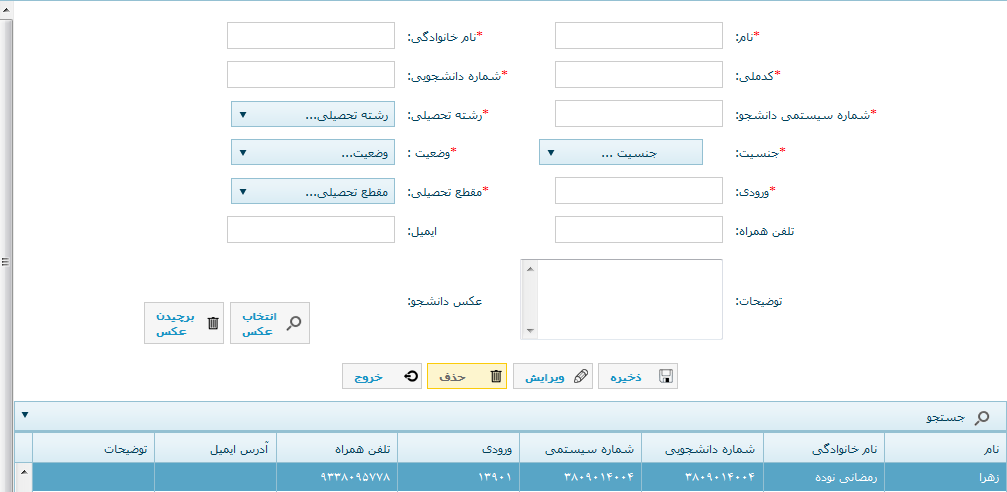 *نام: *نام خانوادگی:
*کدملی: *شماره دانشجویی:
*شماره سیستمی دانشجو: *رشته تحصیلی: رشته تحصیلی...
*جنسیت: جنسیت ... *وضعیت : وضعیت...
*ورودی: *مقطع تحصیلی: مقطع تحصیلی...
تلفن همراه: ایمیل:
توضیحات: عکس دانشجو: انتخاب عکس برچیدن عکس
ذخیره ویرایش حذف خروج
جستجو
نام نام خانوادگی شماره دانشجویی شماره سیستمی ورودی تلفن همراه آدرس ایمیل توضیحات
زهرا رمضانی نوده ۳۸۰۹۰۱۴۰۰۴ ۳۸۰۹۰۱۴۰۰۴ ۱۳۹۰۱ ۹۳۳۸۰۹۵۷۷۸